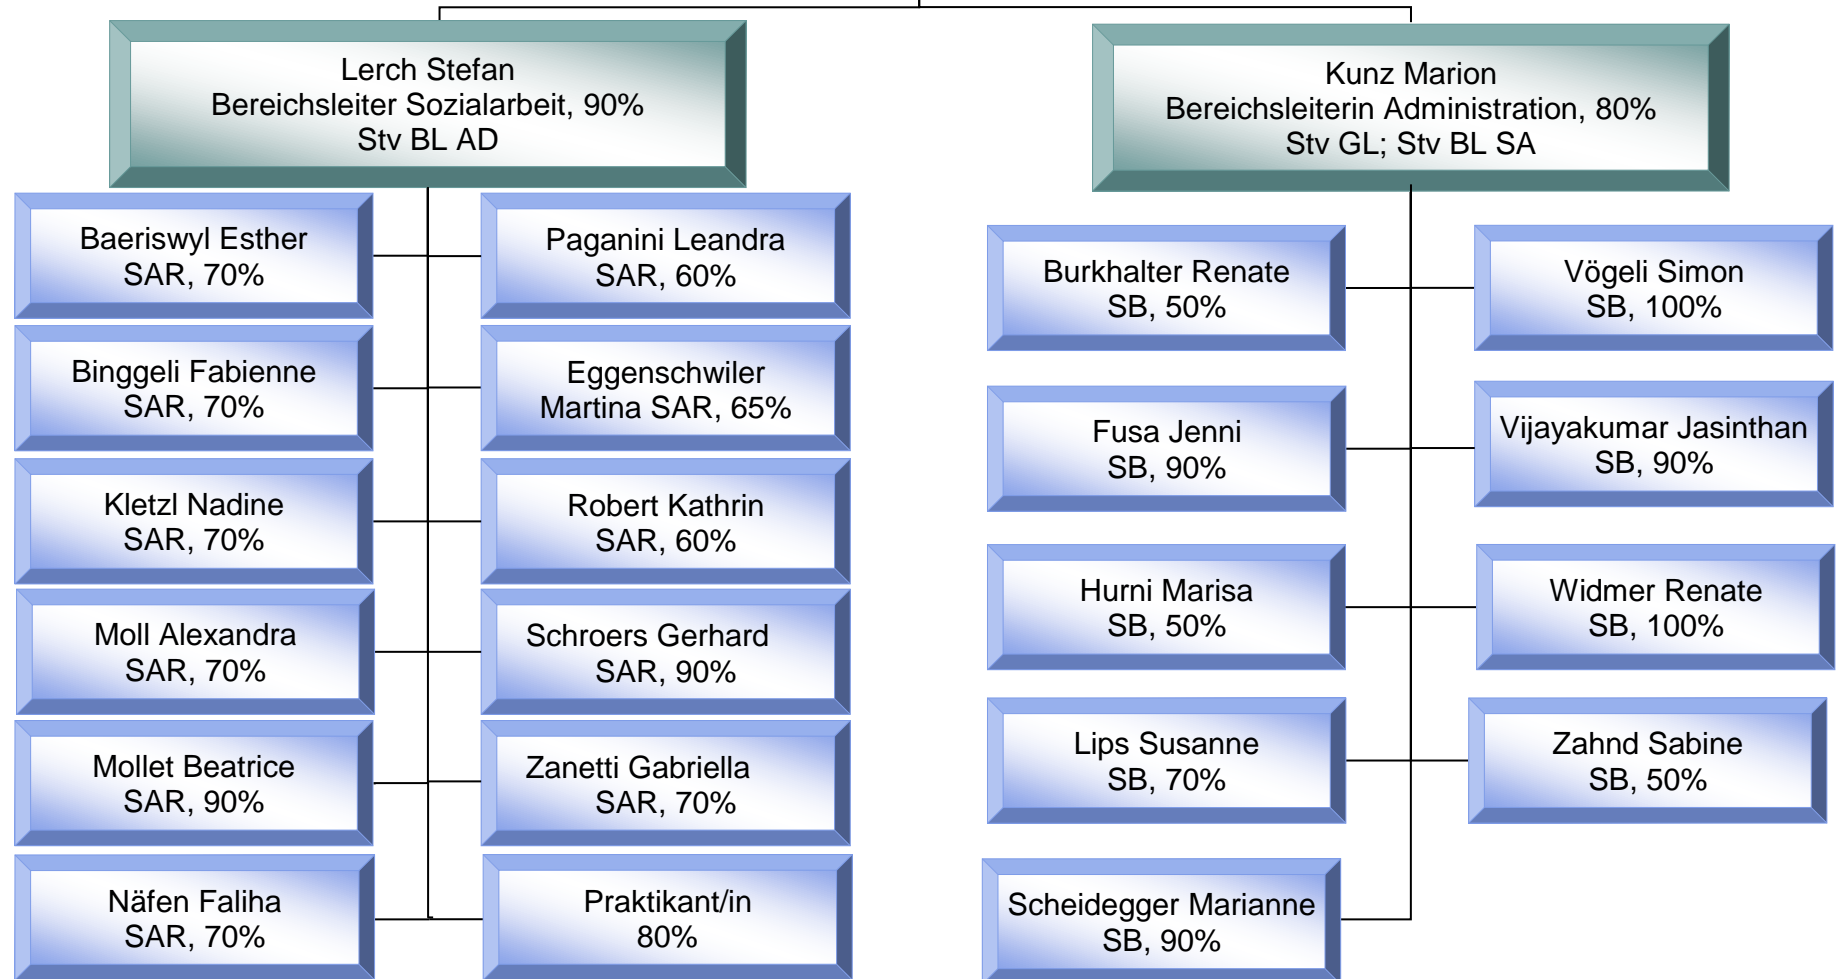 Lerch Stefan
Bereichsleiter Sozialarbeit, 90%
Stv BL AD
Baeriswyl Esther
SAR, 70%
Paganini Leandra
SAR, 60%
Binggeli Fabienne
SAR, 70%
Eggenschwiler
Martina SAR, 65%
Kletzl Nadine
SAR, 70%
Robert Kathrin
SAR, 60%
Moll Alexandra
SAR, 70%
Schroers Gerhard
SAR, 90%
Mollet Beatrice
SAR, 90%
Zanetti Gabriella
SAR, 70%
Näfen Faliha
SAR, 70%
Praktikant/in
80%
Kunz Marion
Bereichsleiterin Administration, 80%
Stv GL; Stv BL SA
Burkhalter Renate
SB, 50%
Vögeli Simon
SB, 100%
Fusa Jenni
SB, 90%
Vijayakumar Jasinthan
SB, 90%
Hurni Marisa
SB, 50%
Widmer Renate
SB, 100%
Lips Susanne
SB, 70%
Zahnd Sabine
SB, 50%
Scheidegger Marianne
SB, 90%